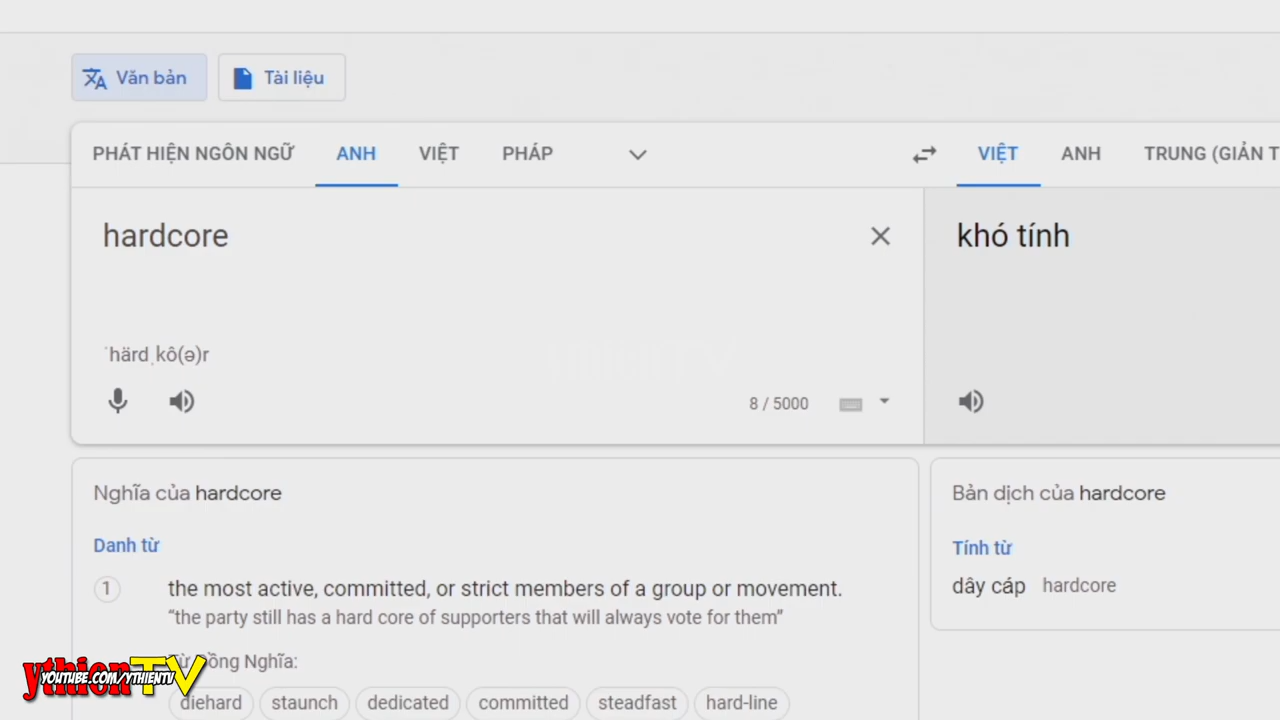 Văn bản
Tài liệu
PHÁT HIỆN NGÔN NGỮ ANH VIỆT PHÁP
VIỆT ANH TRUNG (GIẢN T
hardcore
khó tính
ˈhärdˌkô(ə)r
8 / 5000
Nghĩa của hardcore
Danh từ
1 the most active, committed, or strict members of a group or movement.
“the party still has a hard core of supporters that will always vote for them”
Từ Đồng Nghĩa:
diehard staunch dedicated committed steadfast hard-line
Bản dịch của hardcore
Tính từ
dây cáp hardcore
ythienTV
YOUTUBE.COM/YTHIENTV